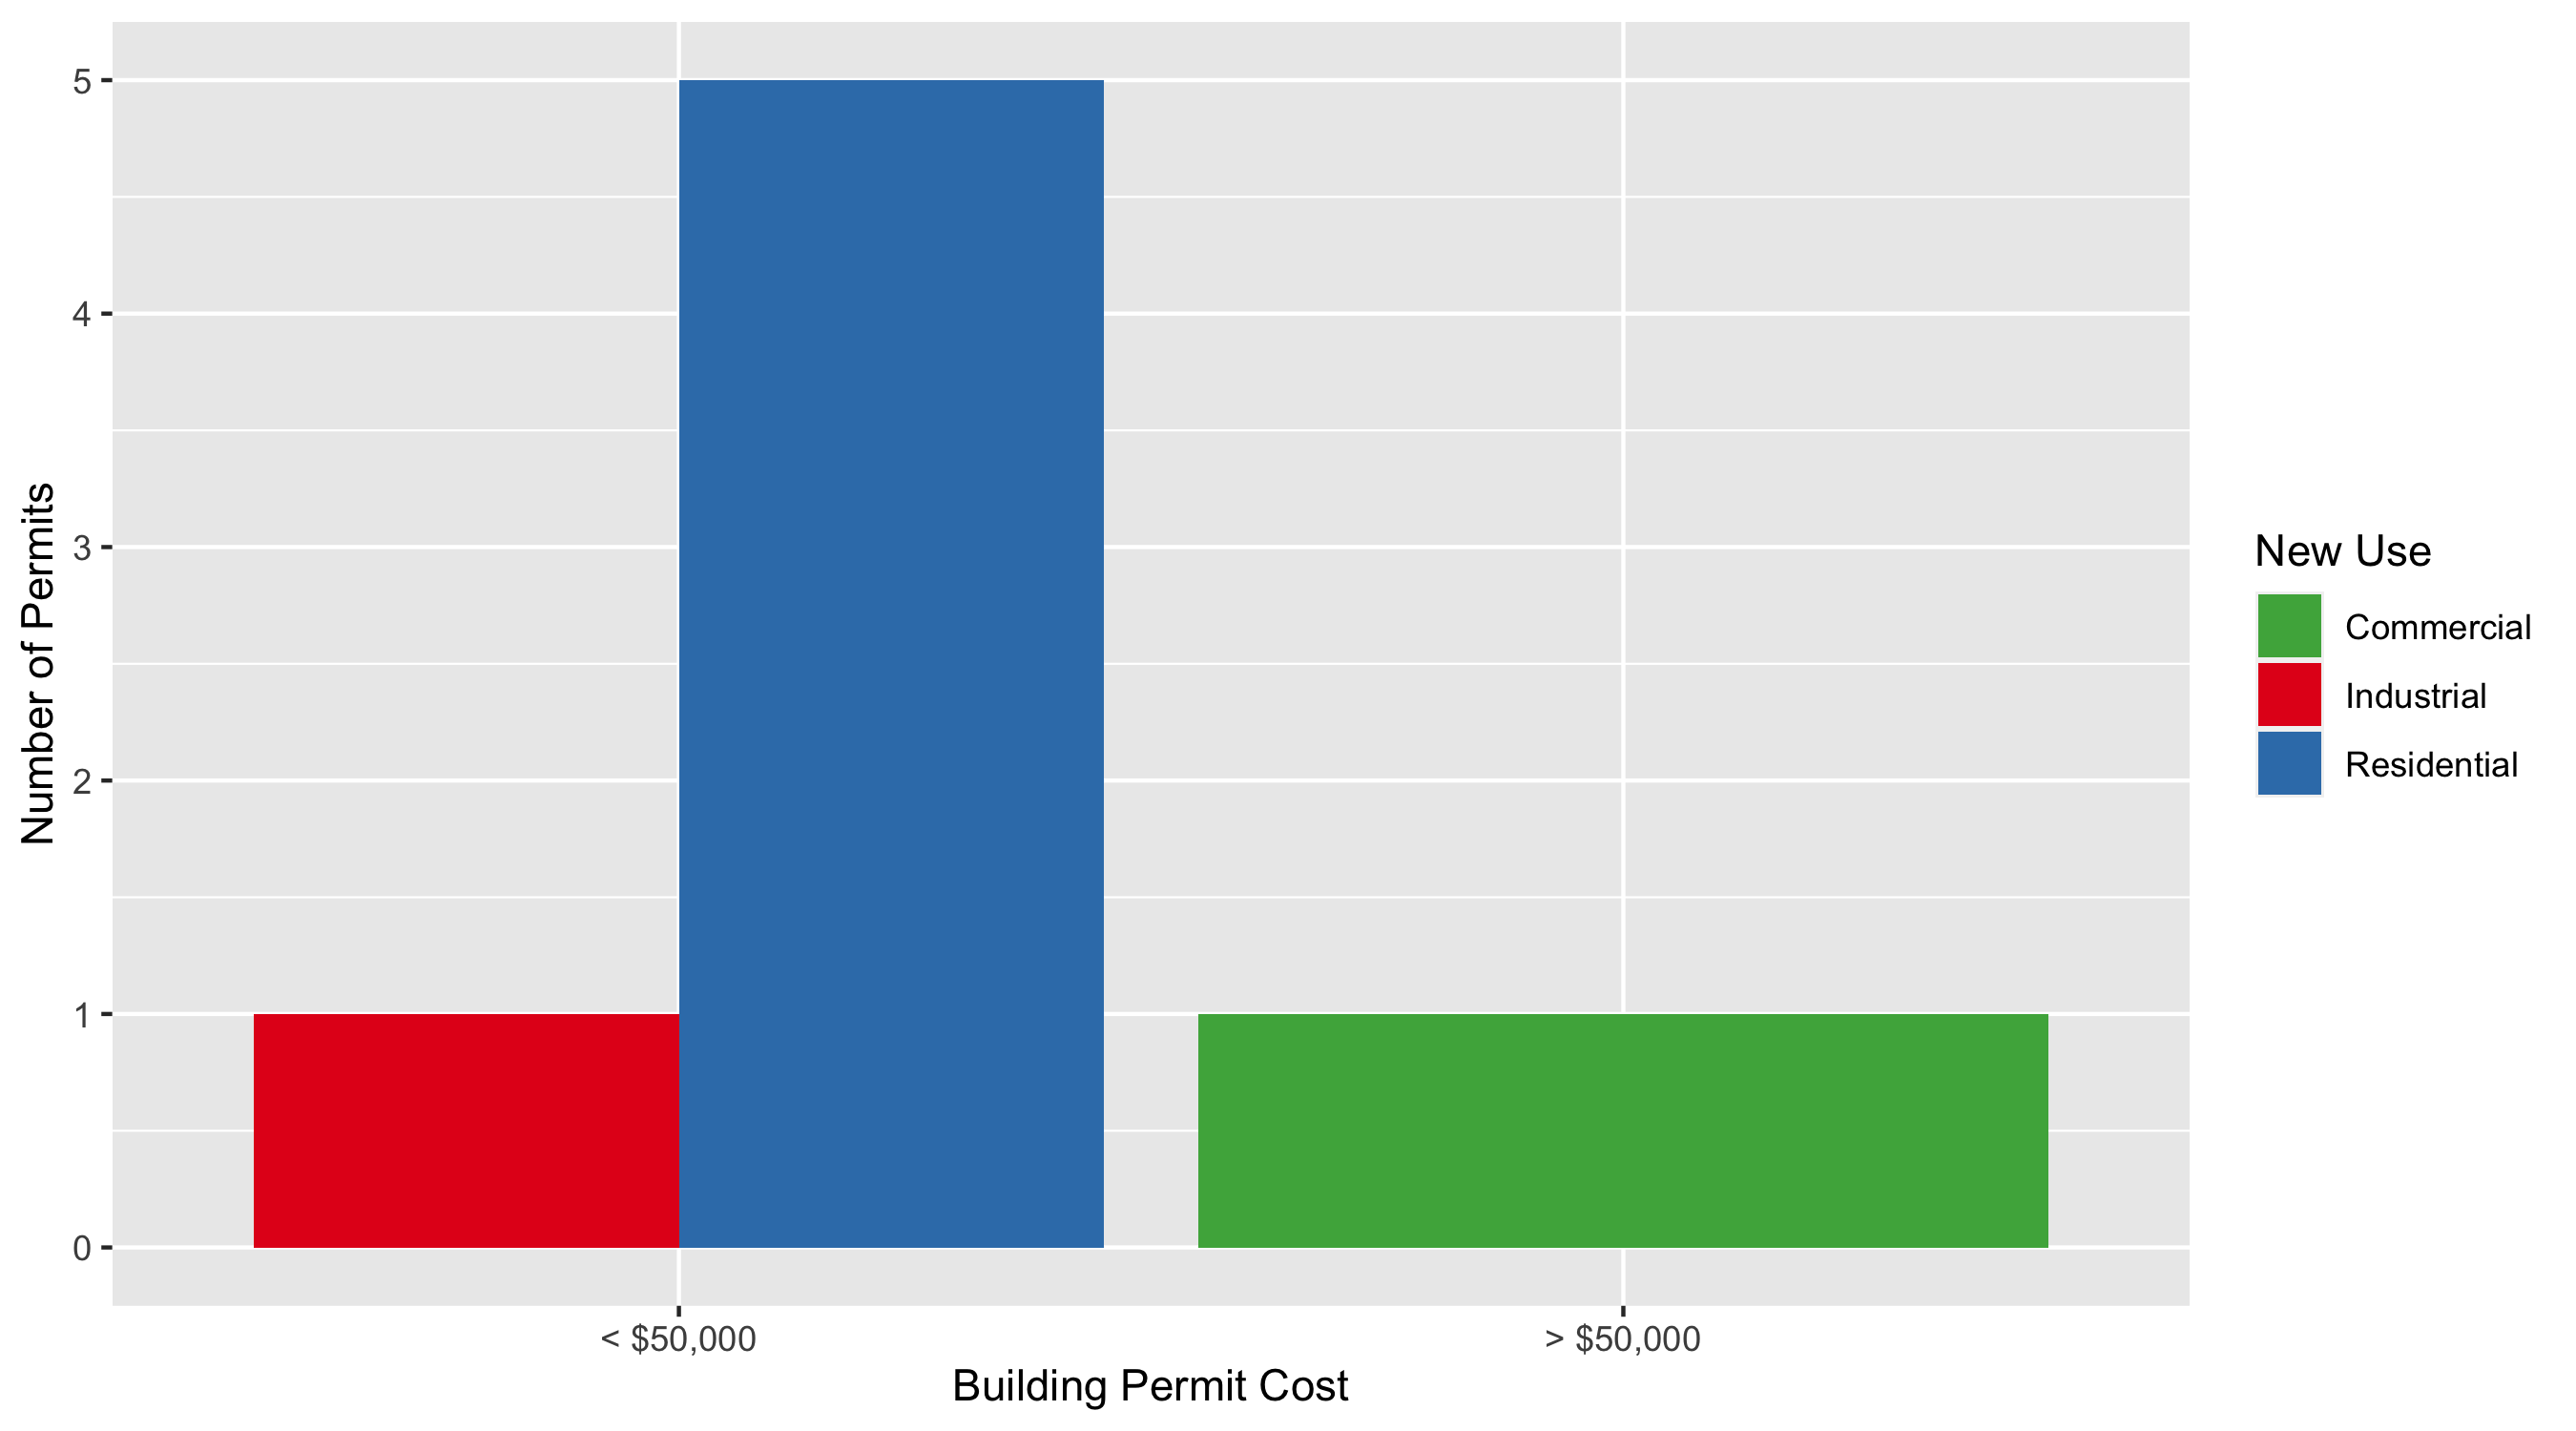 5
4
3
2
1
0
Number of Permits
< $50,000
> $50,000
Building Permit Cost
New Use
Commercial
Industrial
Residential